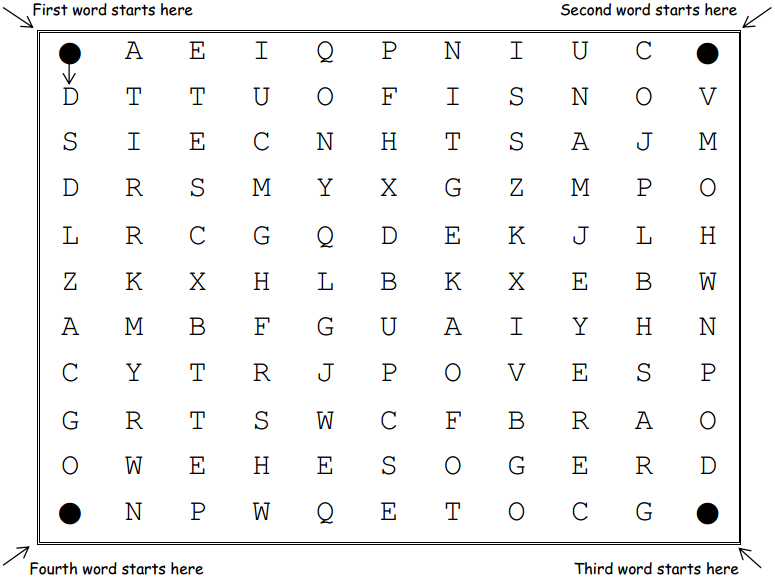 First word starts here Second word starts here
● A E I Q P N I U C ●
D T T U O F I S N O V
S I E C N H T S A J M
D R S M Y X G Z M P O
L R C G Q D E K J L H
Z K X H L B K X E B W
A M B F G U A I Y H N
C Y T R J P O V E S P
G R T S W C F B R A O
O W E H E S O G E R D
● N P W Q E T O C G ●
Fourth word starts here Third word starts here